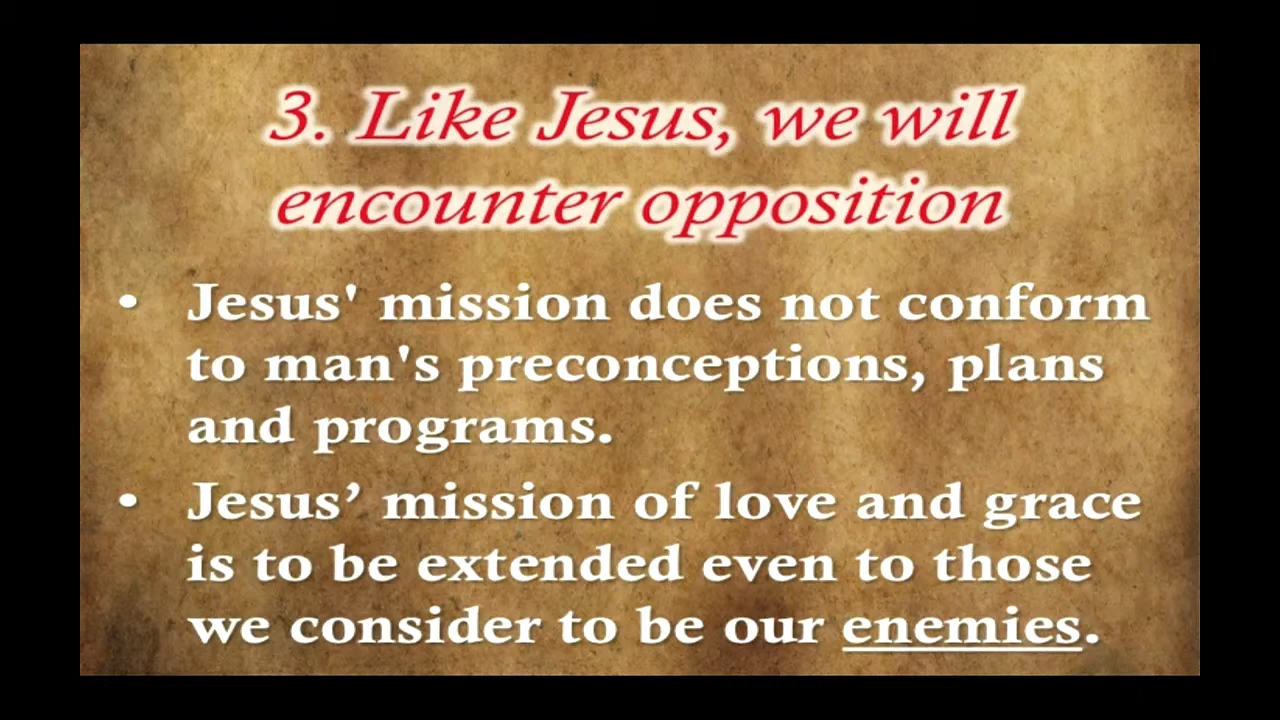 3. Like Jesus, we will
encounter opposition
• Jesus' mission does not conform
to man's preconceptions, plans
and programs.
• Jesus’ mission of love and grace
is to be extended even to those
we consider to be our enemies.